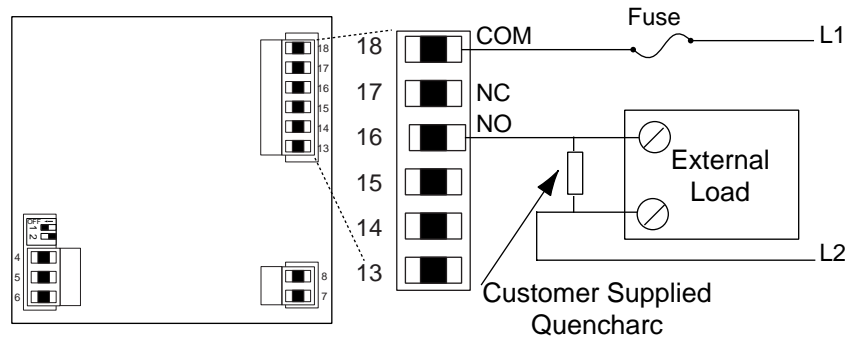 Fuse
18
COM
L1
17
NC
16
NO
15
External
Load
14
13
L2
Customer Supplied
Quencharc
18
17
16
15
14
13
OFF
1
2
4
5
6
8
7